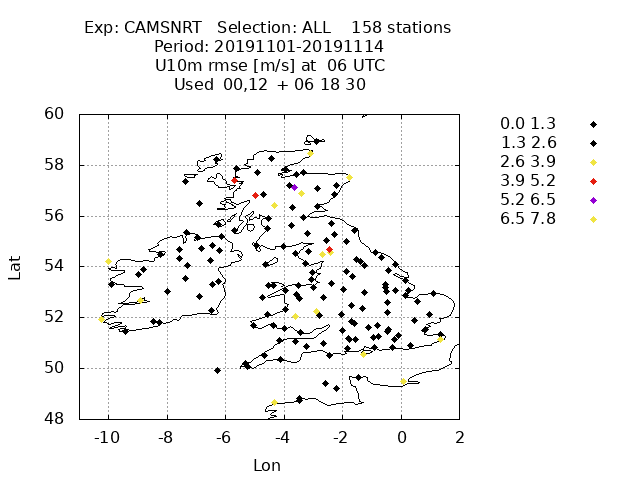 Exp: CAMSNRT Selection: ALL 158 stations
Period: 20191101-20191114
U10m rmse [m/s] at 06 UTC
Used 00,12 + 06 18 30
60
58
56
54
52
50
48
Lat
-10 -8 -6 -4 -2 0 2
Lon
0.0 1.3
1.3 2.6
2.6 3.9
3.9 5.2
5.2 6.5
6.5 7.8